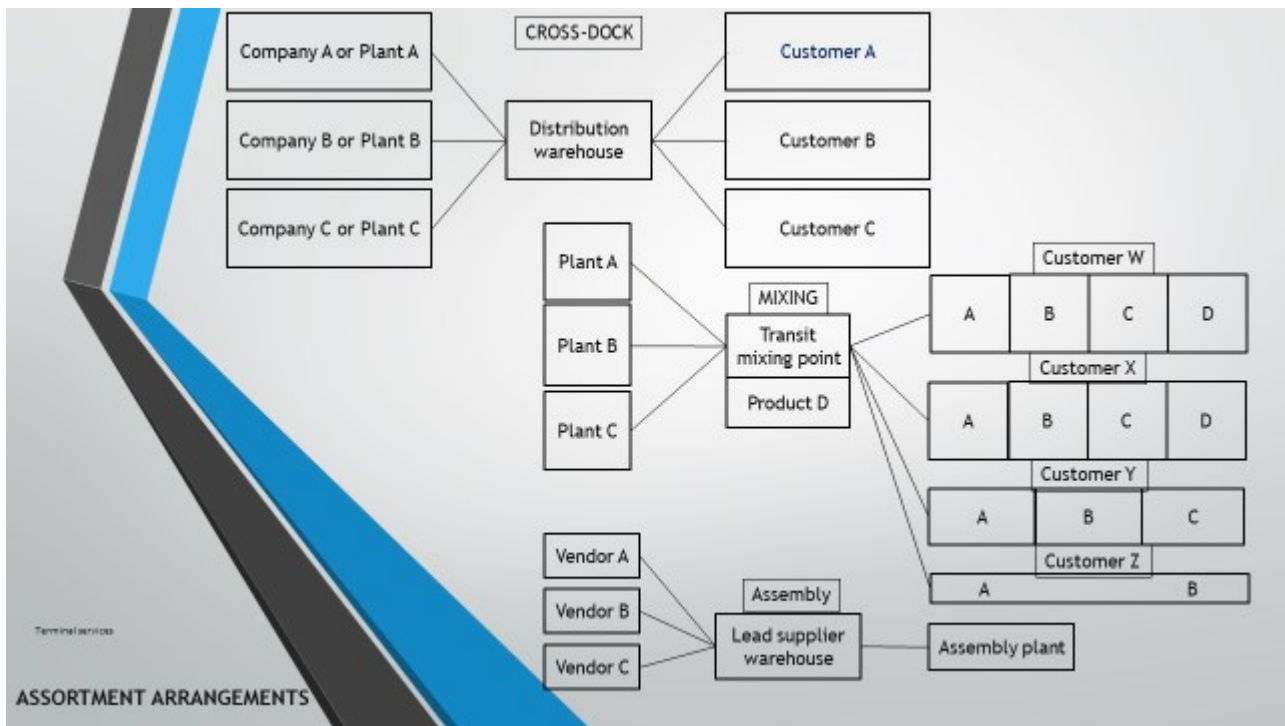 CROSS-DOCK
Company A or Plant A
Company B or Plant B
Company C or Plant C
Distribution
warehouse
Customer A
Customer B
Customer C
Plant A
Plant B
Plant C
MIXING
Transit
mixing point
Product D
Customer W
A B C D
Customer X
A B C D
Customer Y
A B C
Customer Z
A B
Vendor A
Vendor B
Vendor C
Assembly
Lead supplier
warehouse
Assembly plant
Terminal services
ASSORTMENT ARRANGEMENTS